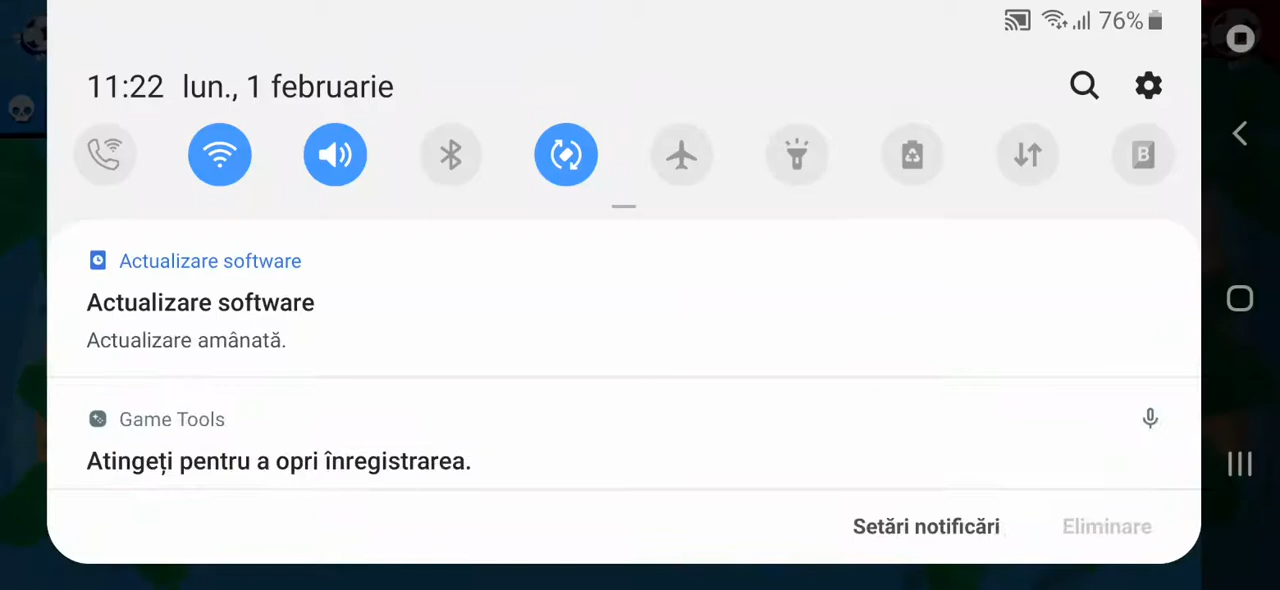 76%
11:22 lun., 1 februarie
B
Actualizare software
Actualizare software
Actualizare amânată.
Game Tools
Atingeți pentru a opri înregistrarea.
Setări notificări Eliminare